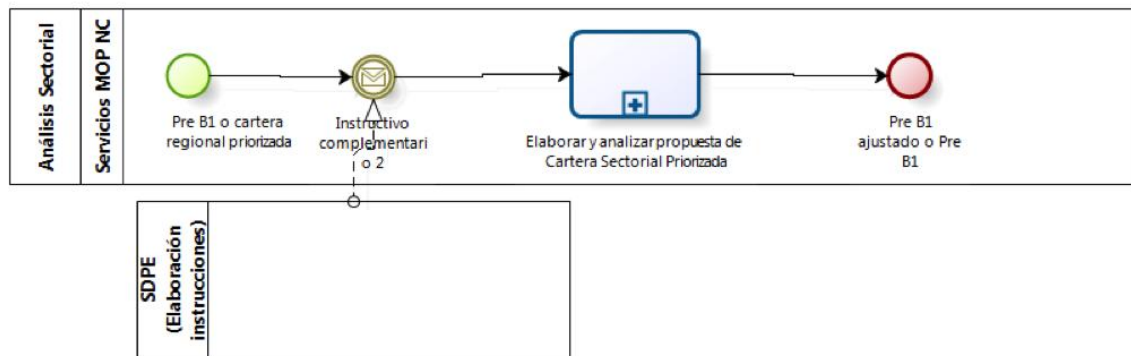 Análisis Sectorial
Servicios MOP NC
Pre B1 o cartera
regional priorizada
Instructivo
complementari
o 2
Elaborar y analizar propuesta de
Cartera Sectorial Priorizada
Pre B1
ajustado o Pre
B1
SDPE
(Elaboración
instrucciones)